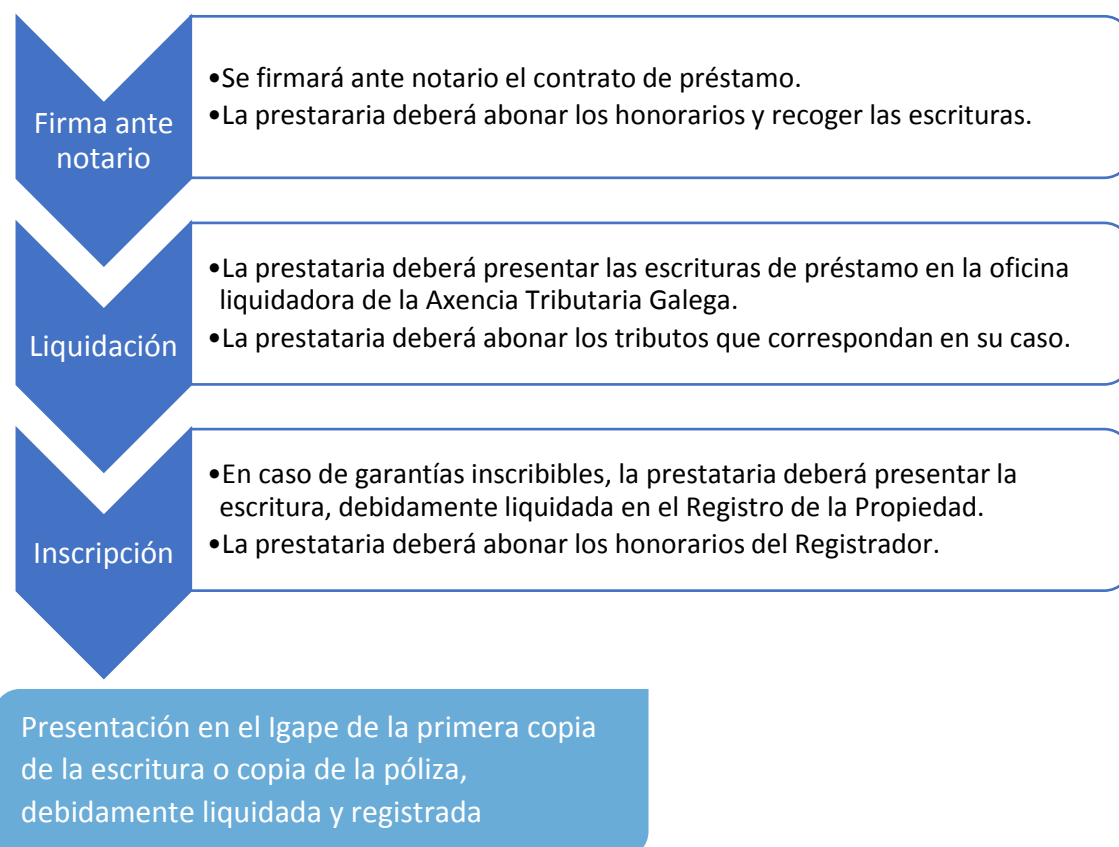 Firma ante
notario
•Se firmará ante notario el contrato de préstamo.
•La prestararia deberá abonar los honorarios y recoger las escrituras.
Liquidación
•La prestataria deberá presentar las escrituras de préstamo en la oficina
liquidadora de la Axencia Tributaria Galega.
•La prestataria deberá abonar los tributos que correspondan en su caso.
Inscripción
•En caso de garantías inscribibles, la prestataria deberá presentar la
escritura, debidamente liquidada en el Registro de la Propiedad.
•La prestataria deberá abonar los honorarios del Registrador.
Presentación en el Igape de la primera copia
de la escritura o copia de la póliza,
debidamente liquidada y registrada